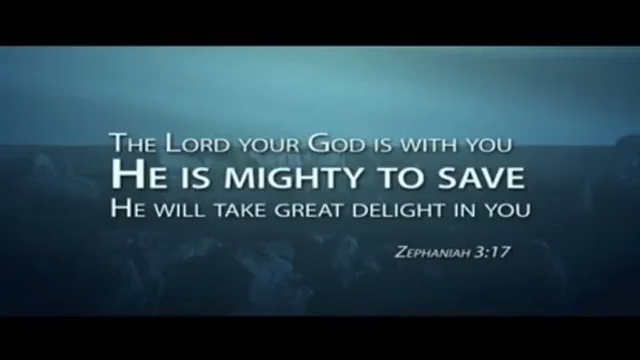 The Lord your God is with you
He is mighty to save
He will take great delight in you
Zephaniah 3:17